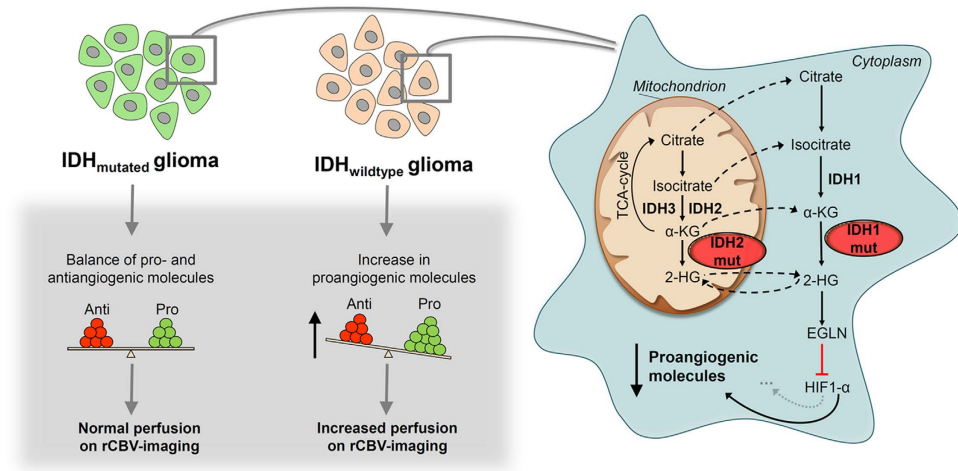 IDHmutated glioma
Balance of pro- and
antiangiogenic molecules
Anti Pro
Normal perfusion
on rCBV-imaging
IDHwildtype glioma
Increase in
proangiogenic molecules
Anti Pro
Increased perfusion
on rCBV-imaging
Mitochondrion
TCA-cycle
Citrate
Isocitrate
IDH3 IDH2
α-KG
IDH2
mut
2-HG
Cytoplasm
Citrate
Isocitrate
IDH1
α-KG
IDH1
mut
2-HG
EGLN
HIF1-α
...
Proangiogenic
molecules